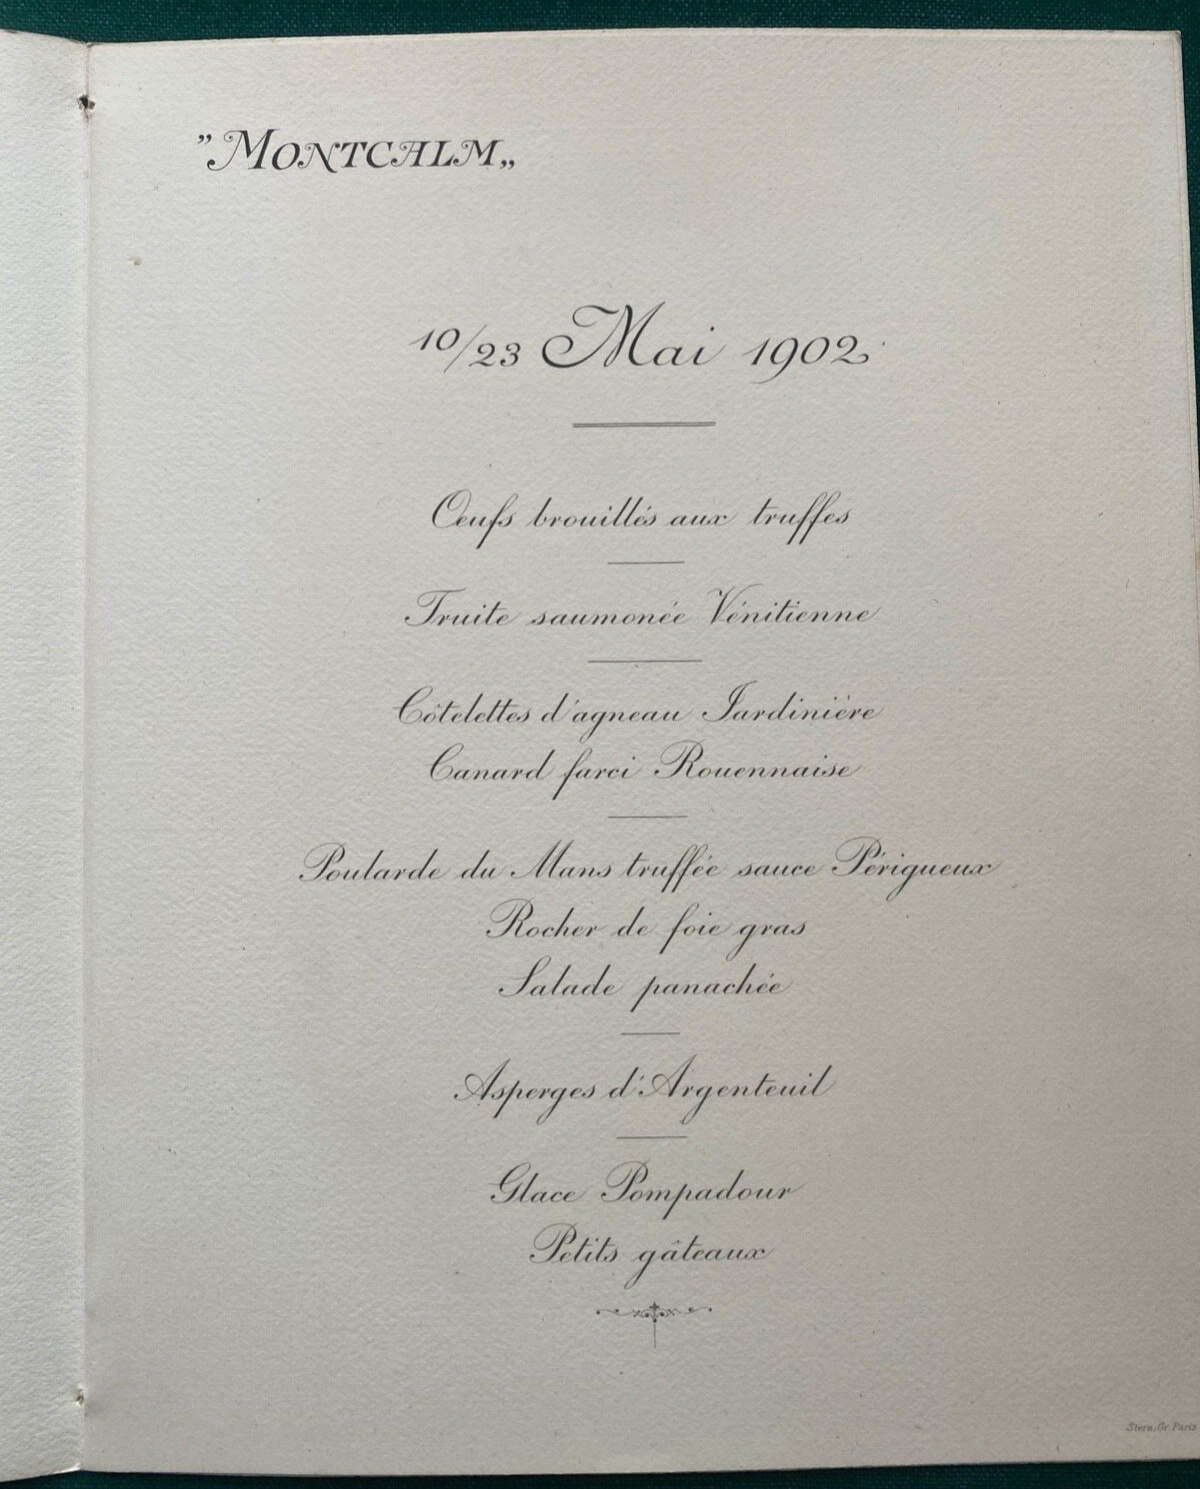 ”MONTCALM„
10/23 Mai 1902
Œufs brouillés aux truffes
Truite saumonée Vénitienne
Côtelettes d'agneau Jardinière
Canard farci Rouennaise
Poularde du Mans truffée sauce Périgueux
Rocher de foie gras
Salade panachée
Asperges d'Argenteuil
Glace Pompadour
Petits gâteaux
Stern, Gr. Paris